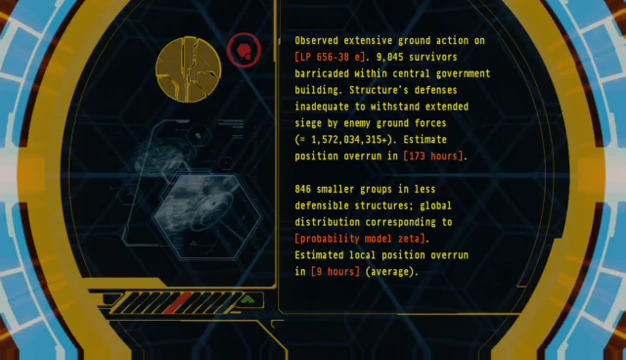 Observed extensive ground action on
[LP 656-38 e]. 9,045 survivors
barricaded within central government
building. Structure's defenses
inadequate to withstand extended
siege by enemy ground forces
(≈ 1,572,034,315+). Estimate
position overrun in [173 hours].
846 smaller groups in less
defensible structures; global
distribution corresponding to
[probability model zeta].
Estimated local position overrun
in [9 hours] (average).